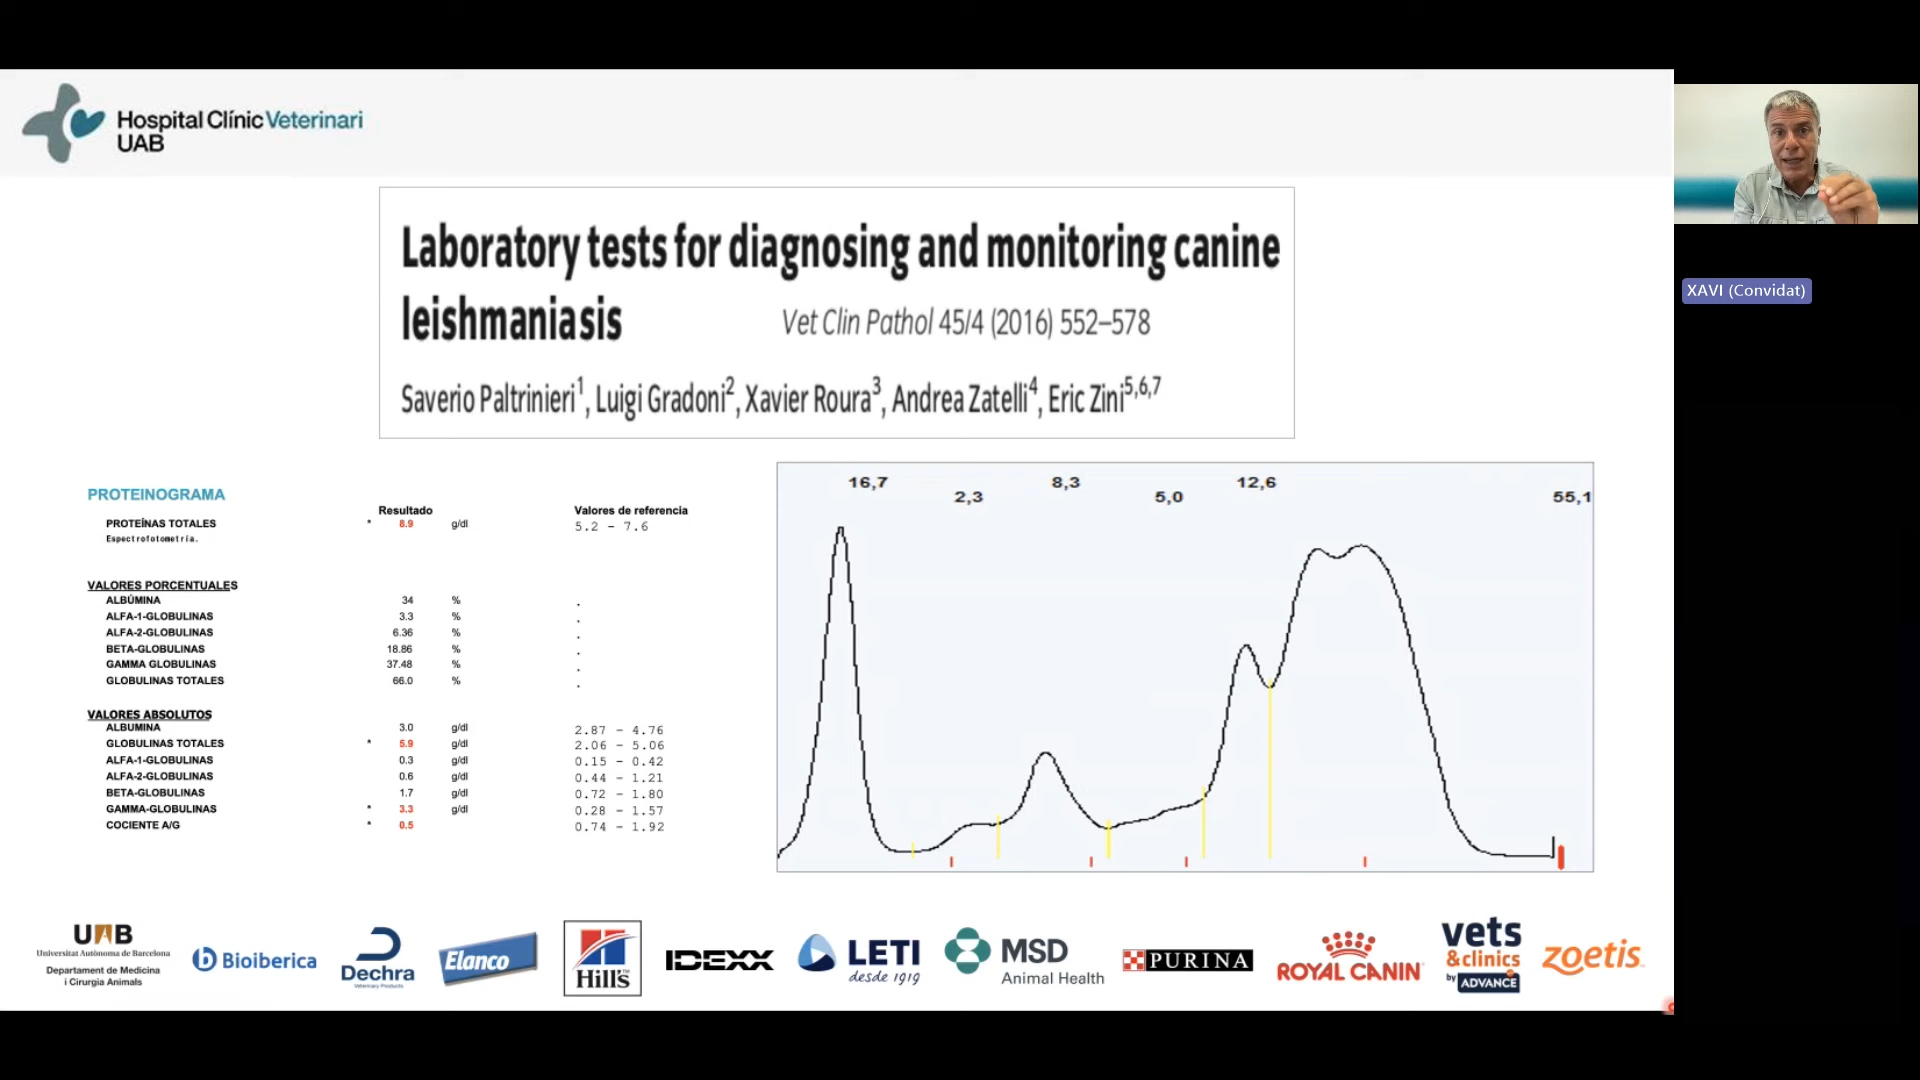 Hospital Clínic Veterinari
UAB
Laboratory tests for diagnosing and monitoring canine
leishmaniasis Vet Clin Pathol 45/4 (2016) 552–578
Saverio Paltrinieri1, Luigi Gradoni2, Xavier Roura3, Andrea Zatelli4, Eric Zini5,6,7
XAVI (Convidat)
PROTEINOGRAMA
Resultado Valores de referencia
PROTEÍNAS TOTALES * 8.9 g/dl 5.2 - 7.6
Espectrofotometría.
VALORES PORCENTUALES
ALBÚMINA 34 % .
ALFA-1-GLOBULINAS 3.3 % .
ALFA-2-GLOBULINAS 6.36 % .
BETA-GLOBULINAS 18.86 % .
GAMMA GLOBULINAS 37.48 % .
GLOBULINAS TOTALES 66.0 % .
VALORES ABSOLUTOS
ALBUMINA 3.0 g/dl 2.87 - 4.76
GLOBULINAS TOTALES * 5.9 g/dl 2.06 - 5.06
ALFA-1-GLOBULINAS 0.3 g/dl 0.15 - 0.42
ALFA-2-GLOBULINAS 0.6 g/dl 0.44 - 1.21
BETA-GLOBULINAS 1.7 g/dl 0.72 - 1.80
GAMMA-GLOBULINAS * 3.3 g/dl 0.28 - 1.57
COCIENTE A/G * 0.5 0.74 - 1.92
16,7 2,3 8,3 5,0 12,6 55,1
UAB
Universitat Autònoma de Barcelona
Departament de Medicina
i Cirurgia Animals
Bioiberica
Dechra
Veterinary Products
Elanco
Hill's
IDEXX
LETI
desde 1919
MSD
Animal Health
PURINA
ROYAL CANIN
vets
&clinics
by ADVANCE
zoetis